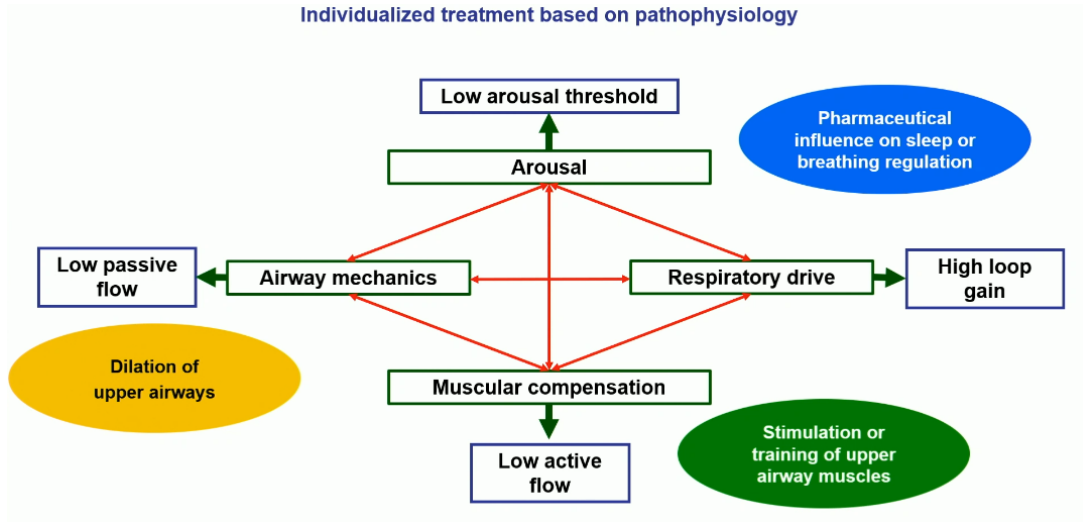 Individualized treatment based on pathophysiology
Low arousal threshold
Pharmaceutical
influence on sleep or
breathing regulation
Arousal
Low passive
flow
Airway mechanics
Respiratory drive
High loop
gain
Dilation of
upper airways
Muscular compensation
Stimulation or
training of upper
airway muscles
Low active
flow